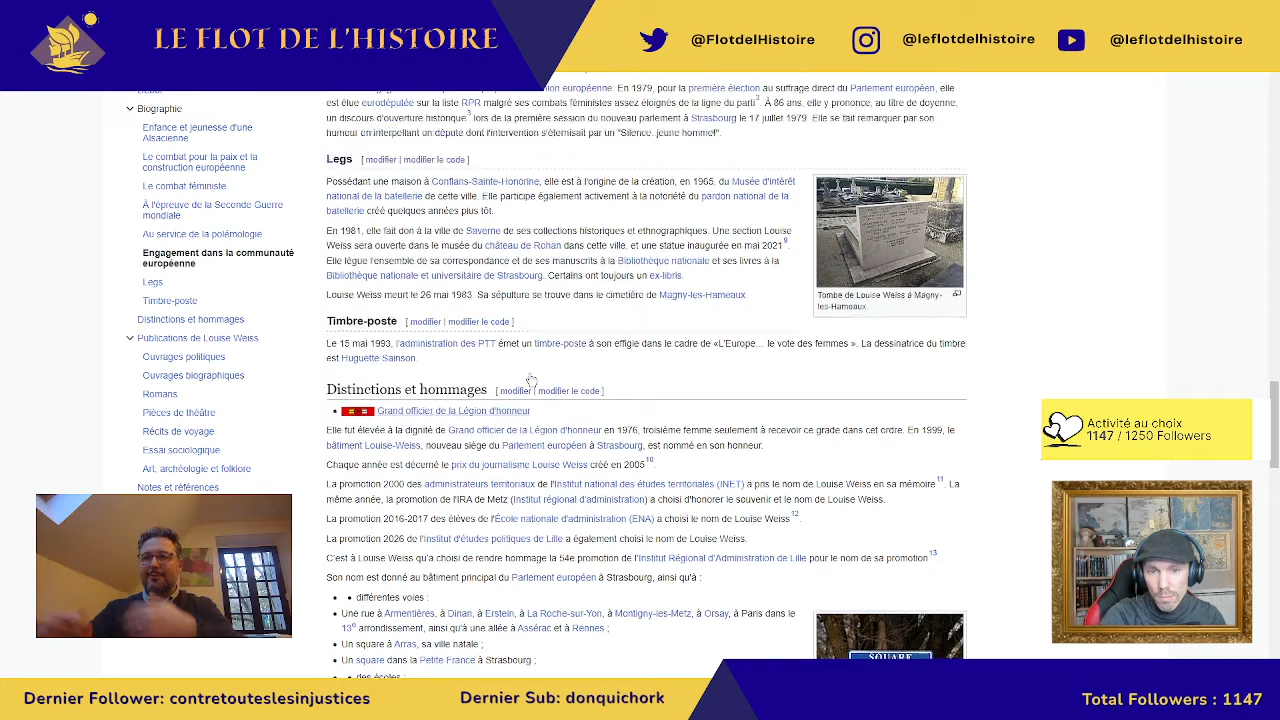 LE FLOT DE L'HISTOIRE
@FlotdelHistoire
@leflotdelhistoire
@leflotdelhistoire
Biographie
Enfance et jeunesse d'une
Alsacienne
Le combat pour la paix et la
construction européenne
Le combat féministe
À l'épreuve de la Seconde Guerre
mondiale
Au service de la polémologie
Engagement dans la communauté
européenne
Legs
Timbre-poste
Distinctions et hommages
Publications de Louise Weiss
Ouvrages politiques
Ouvrages biographiques
Romans
Pièces de théâtre
Récits de voyage
Essai sociologique
Art, archéologie et folklore
Notes et références
européenne. En 1979, pour la première élection au suffrage direct du Parlement européen, elle
est élue eurodéputée sur la liste RPR malgré ses combats féministes assez éloignés de la ligne du parti3. À 86 ans, elle y prononce, au titre de doyenne,
un discours d'ouverture historique3 lors de la première session du nouveau parlement à Strasbourg le 17 juillet 1979. Elle se fait remarquer par son
humour en interpellant un député dont l'intervention s'éternisait par un "Silence, jeune homme!".
Legs [ modifier | modifier le code ]
Possédant une maison à Conflans-Sainte-Honorine, elle est à l'origine de la création, en 1965, du Musée d'intérêt
national de la batellerie de cette ville. Elle participe également activement à la notoriété du pardon national de la
batellerie créé quelques années plus tôt.
En 1981, elle fait don à la ville de Saverne de ses collections historiques et ethnographiques. Une section Louise
Weiss sera ouverte dans le musée du château de Rohan dans cette ville, et une statue inaugurée en mai 20219.
Elle lègue l'ensemble de sa correspondance et de ses manuscrits à la Bibliothèque nationale et ses livres à la
Bibliothèque nationale et universitaire de Strasbourg. Certains ont toujours un ex-libris.
Louise Weiss meurt le 26 mai 1983. Sa sépulture se trouve dans le cimetière de Magny-les-Hameaux.
Tombe de Louise Weiss à Magny-
les-Hameaux.
Timbre-poste [ modifier | modifier le code ]
Le 15 mai 1993, l'administration des PTT émet un timbre-poste à son effigie dans le cadre de «L'Europe… le vote des femmes ». La dessinatrice du timbre
est Huguette Sainson.
Distinctions et hommages [ modifier | modifier le code ]
• Grand officier de la Légion d'honneur
Elle fut élevée à la dignité de Grand officier de la Légion d'honneur en 1976, troisième femme seulement à recevoir ce grade dans cet ordre. En 1999, le
bâtiment Louise-Weiss, nouveau siège du Parlement européen à Strasbourg, est nommé en son honneur.
Chaque année est décerné le prix du journalisme Louise Weiss créé en 200510.
La promotion 2000 des administrateurs territoriaux de l'Institut national des études territoriales (INET) a pris le nom de Louise Weiss en sa mémoire11. La
même année, la promotion de l'IRA de Metz (Institut régional d'administration) a choisi d'honorer le souvenir et le nom de Louise Weiss.
La promotion 2016-2017 des élèves de l'École nationale d'administration (ENA) a choisi le nom de Louise Weiss12.
La promotion 2026 de l'Institut d'études politiques de Lille a également choisi le nom de Louise Weiss.
C'est à Louise Weiss qu'a choisi de rendre hommage la 54e promotion de l'Institut Régional d'Administration de Lille pour le nom de sa promotion13.
Son nom est donné au bâtiment principal du Parlement européen à Strasbourg, ainsi qu'à :
• • différentes voies :
• Une rue à Armentières, à Dinan, à Erstein, à La Roche-sur-Yon, à Montigny-les-Metz, à Orsay, à Paris dans le
13e arrondissement, ainsi qu'à une allée à Assérac et à Rennes ;
• Un square à Arras, sa ville natale ;
• Un square dans la Petite France à Strasbourg ;
• • des écoles :
SQUARE
Activité au choix
1147 / 1250 Followers
Dernier Follower: contretouteslesinjustices
Dernier Sub: donquichork
Total Followers : 1147